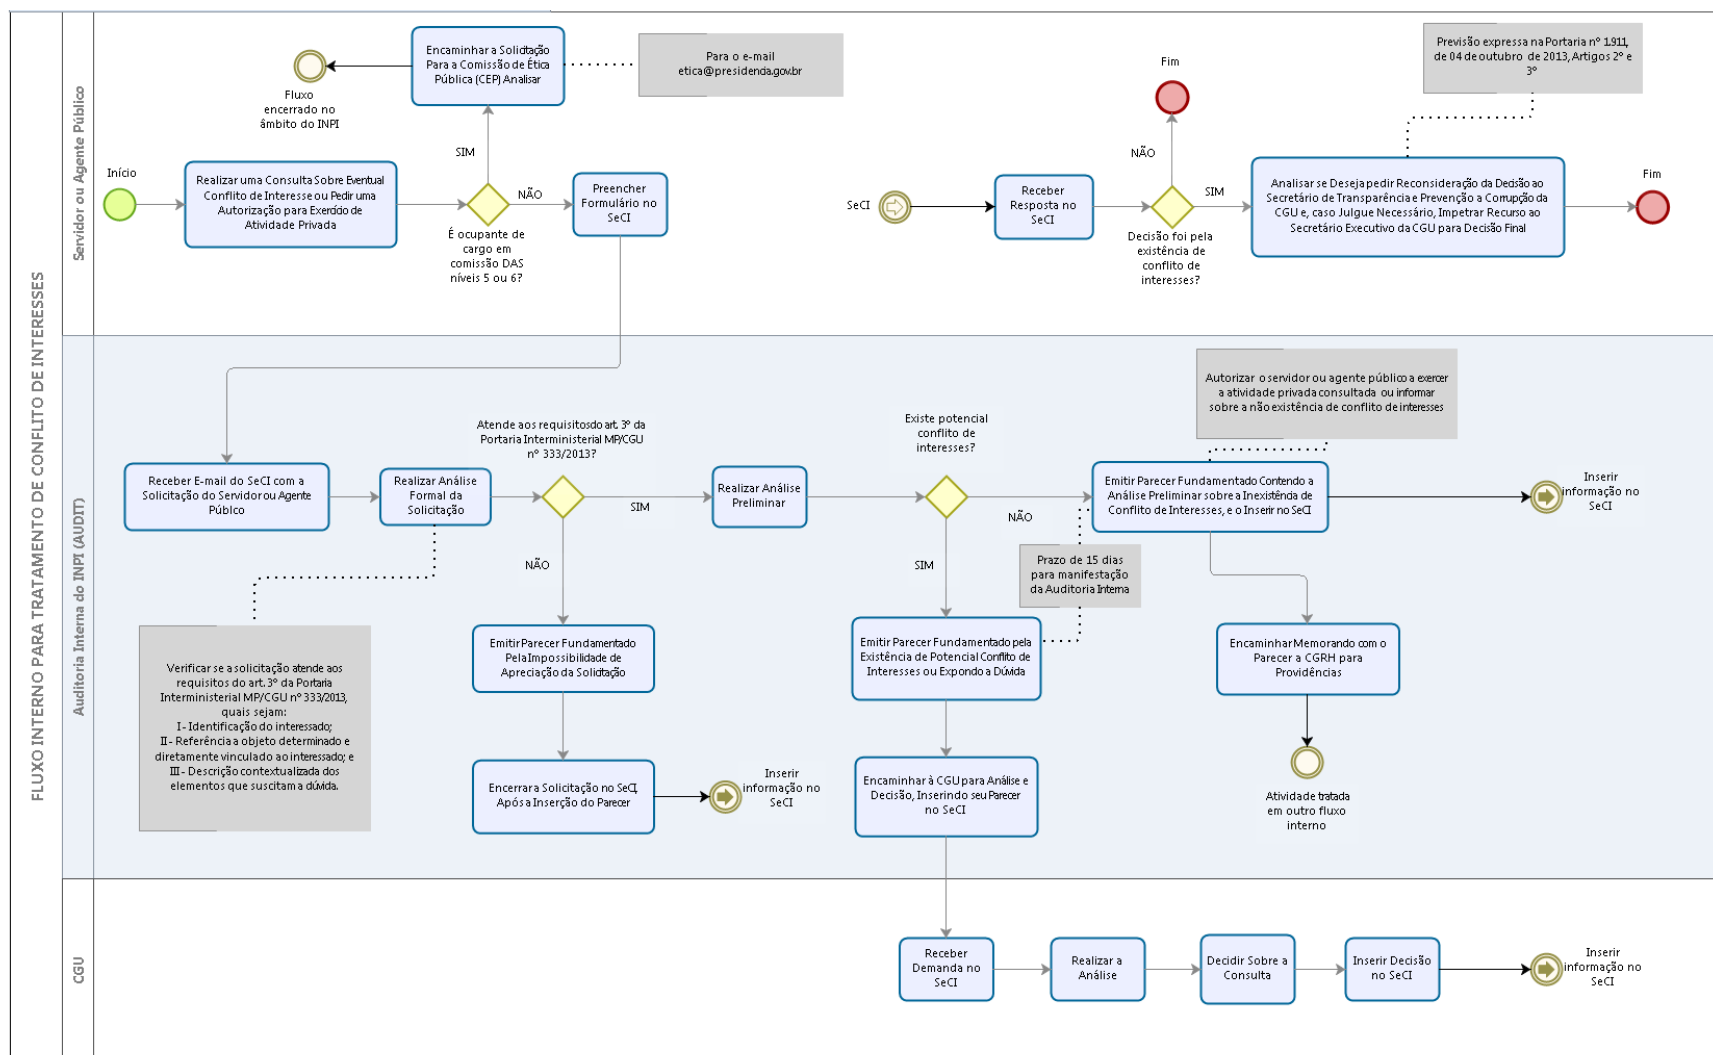 FLUXO INTERNO PARA TRATAMENTO DE CONFLITO DE INTERESSES
Servidor ou Agente Público
Início
Realizar uma Consulta Sobre Eventual
Conflito de Interesse ou Pedir uma
Autorização para Exercício de
Atividade Privada
É ocupante de
cargo em
comissão DAS
níveis 5 ou 6?
SIM
NÃO
Encaminhar a Solicitação
Para a Comissão de Ética
Pública (CEP) Analisar
Para o e-mail
etica@presidencia.gov.br
Fluxo
encerrado no
âmbito do INPI
Preencher
Formulário no
SeCI
SeCI
Receber
Resposta no
SeCI
Decisão foi pela
existência de
conflito de
interesses?
NÃO
Fim
SIM
Analisar se Deseja pedir Reconsideração da Decisão ao
Secretário de Transparência e Prevenção a Corrupção da
CGU e, caso Julgue Necessário, Impetrar Recurso ao
Secretário Executivo da CGU para Decisão Final
Previsão expressa na Portaria nº 1.911,
de 04 de outubro de 2013, Artigos 2º e
3º
Fim
Auditoria Interna do INPI (AUDIT)
Receber E-mail do SeCI com a
Solicitação do Servidor ou Agente
Públco
Realizar Análise
Formal da
Solicitação
Verificar se a solicitação atende aos
requisitos do art. 3º da Portaria
Interministerial MP/CGU nº 333/2013,
quais sejam:
I - Identificação do interessado;
II - Referência a objeto determinado e
diretamente vinculado ao interessado; e
III - Descrição contextualizada dos
elementos que suscitam a dúvida.
Atende aos requisitosdo art. 3º da
Portaria Interministerial MP/CGU
nº 333/2013?
SIM
NÃO
Emitir Parecer Fundamentado
Pela Impossibilidade de
Apreciação da Solicitação
Encerrar a Solicitação no SeCI,
Após a Inserção do Parecer
Inserir
informação no
SeCI
Realizar Análise
Preliminar
Existe potencial
conflito de
interesses?
NÃO
SIM
Prazo de 15 dias
para manifestação
da Auditoria Interna
Emitir Parecer Fundamentado pela
Existência de Potencial Conflito de
Interesses ou Expondo a Dúvida
Encaminhar à CGU para Análise e
Decisão, Inserindo seu Parecer
no SeCI
Autorizar o servidor ou agente público a exercer
a atividade privada consultada ou informar
sobre a não existência de conflito de interesses
Emitir Parecer Fundamentado Contendo a
Análise Preliminar sobre a Inexistência de
Conflito de Interesses, e o Inserir no SeCI
Inserir
informação no
SeCI
Encaminhar Memorando com o
Parecer a CGRH para
Providências
Atividade tratada
em outro fluxo
interno
CGU
Receber
Demanda no
SeCI
Realizar a
Análise
Decidir Sobre a
Consulta
Inserir Decisão
no SeCI
Inserir
informação no
SeCI